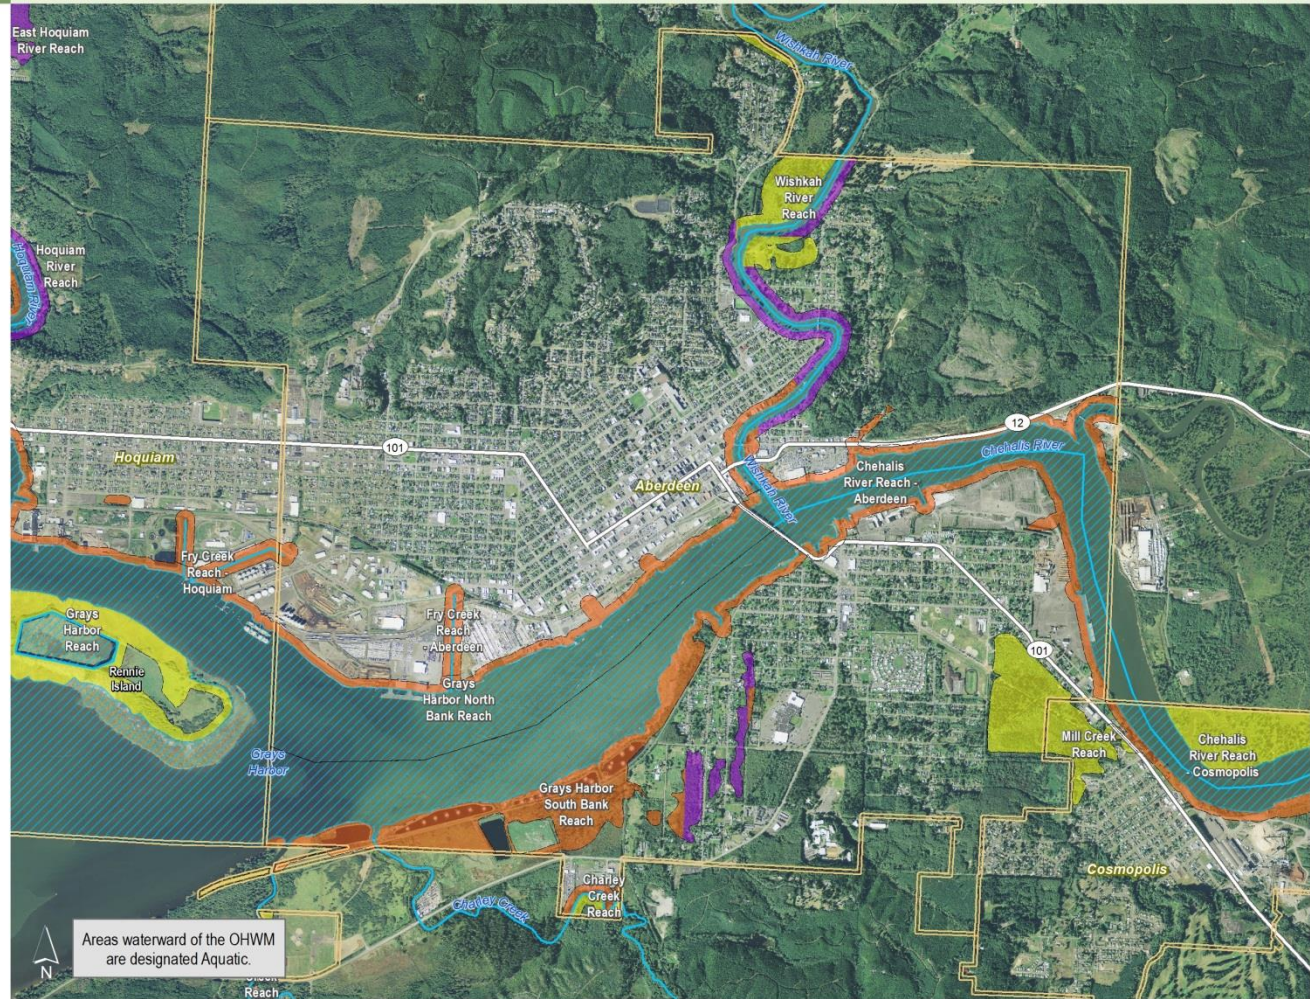 East Hoquiam
River Reach
Wishkah River
Wishkah
River
Reach
Hoquiam
River
Reach
Hoquiam River
12
101
Hoquiam
Aberdeen
Wishkah River
Chehalis River
Chehalis
River Reach -
Aberdeen
Fry Creek
Reach -
Hoquiam
Grays
Harbor
Reach
Rennie
Island
Fry Creek
Reach
- Aberdeen
Grays
Harbor North
Bank Reach
101
Grays
Harbor
Mill Creek
Reach
Chehalis
River Reach
- Cosmopolis
Grays Harbor
South Bank
Reach
Cosmopolis
Charley
Creek
Reach
Charley Creek
Areas waterward of the OHWM
are designated Aquatic.
N
Reach